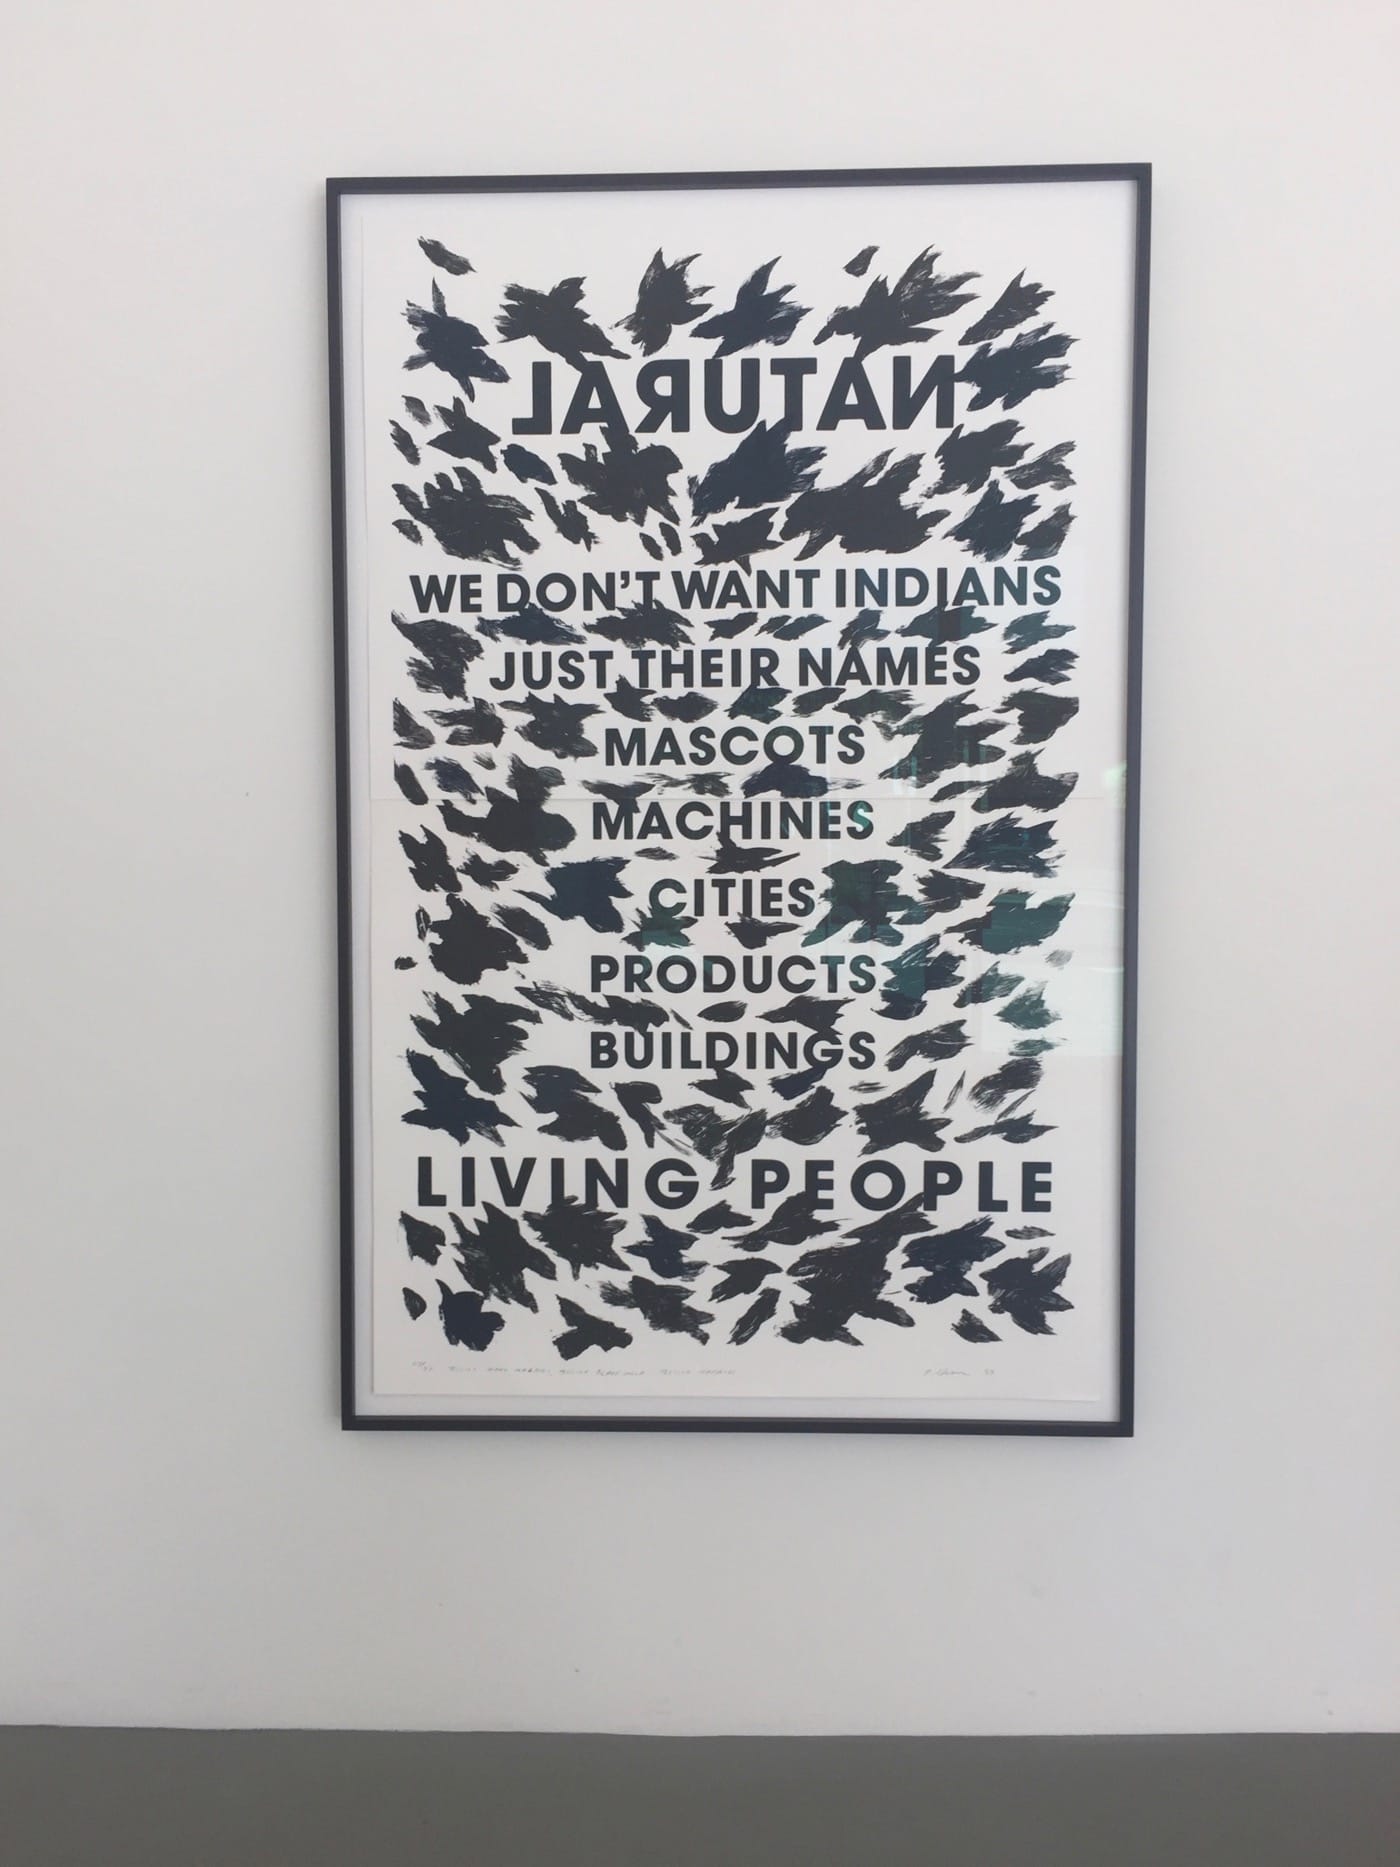 LARUTAN
WE DON'T WANT INDIANS
JUST THEIR NAMES
MASCOTS
MACHINES
CITIES
PRODUCTS
BUILDINGS
LIVING PEOPLE